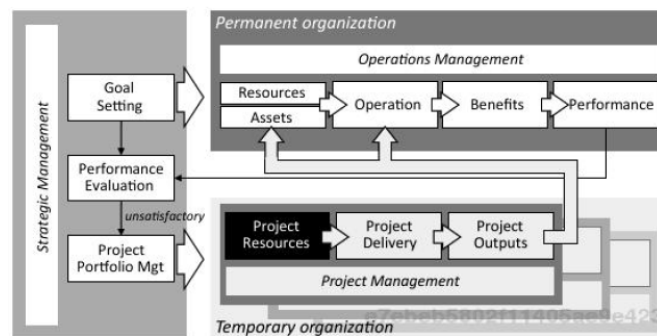 Permanent organization
Operations Management
Strategic Management
Goal
Setting
Resources
Assets
Operation
Benefits
Performance
Performance
Evaluation
unsatisfactory
Project
Portfolio Mgt
Project
Resources
Project
Delivery
Project
Outputs
Project Management
Temporary organization